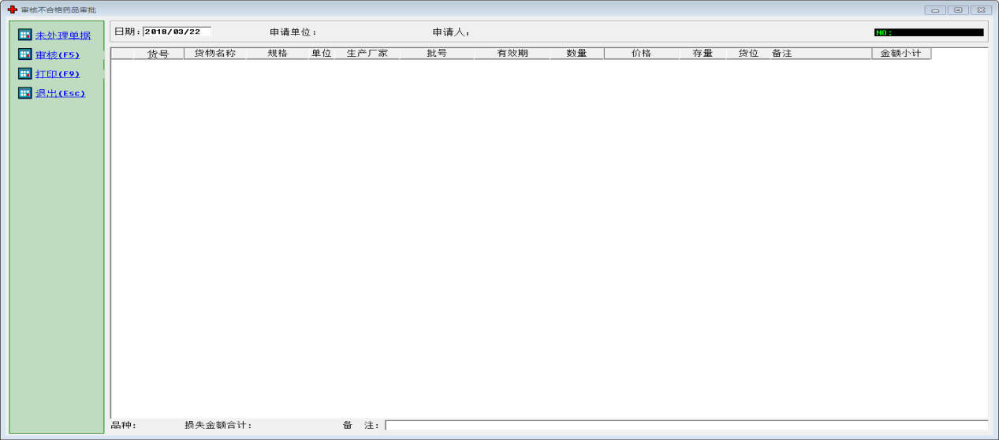 审核不合格药品审批
未处理单据
审核(F5)
打印(F9)
退出(Esc)
日期: 2018/03/22 申请单位: 申请人: NO:
货号 货物名称 规格 单位 生产厂家 批号 有效期 数量 价格 存量 货位 备注 金额小计
品种: 损失金额合计: 备 注: